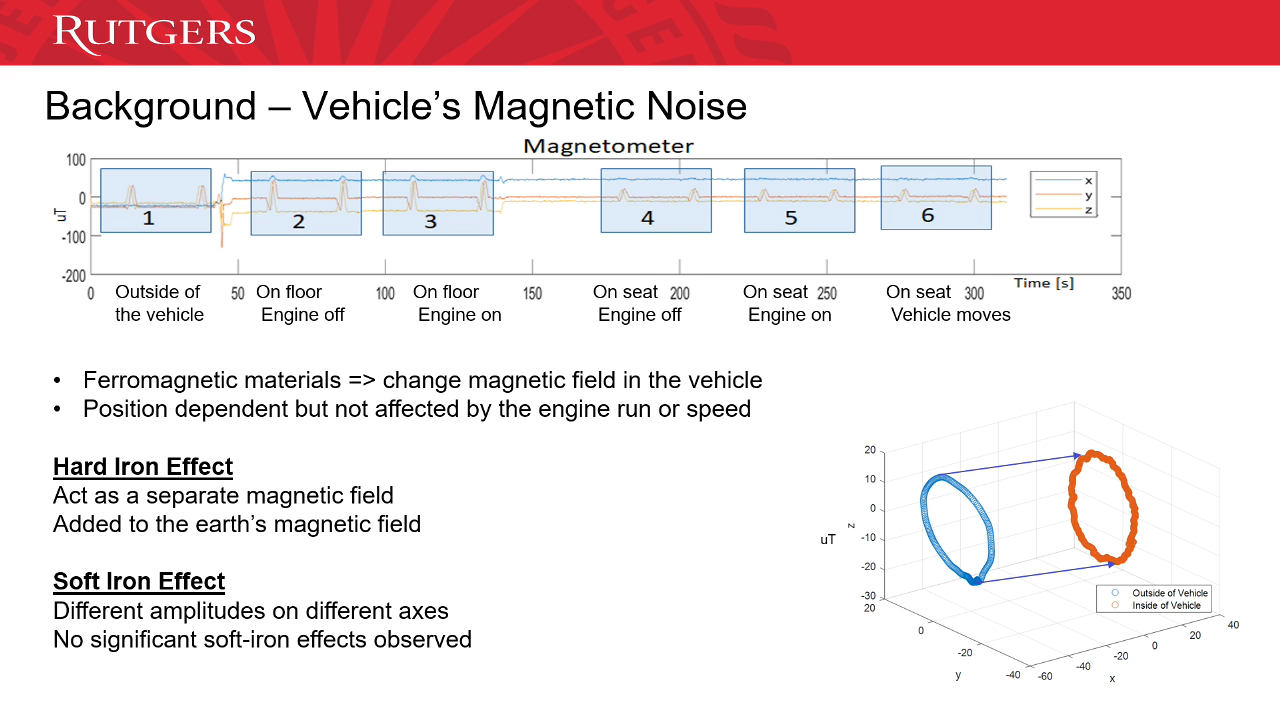 RUTGERS
Background – Vehicle's Magnetic Noise
Magnetometer
100
0
-100
-200
uT
1
2
3
4
5
6
x
y
z
0 50 100 150 200 250 300 350
Time [s]
Outside of
the vehicle
On floor
Engine off
On floor
Engine on
On seat
Engine off
On seat
Engine on
On seat
Vehicle moves
• Ferromagnetic materials => change magnetic field in the vehicle
• Position dependent but not affected by the engine run or speed
Hard Iron Effect
Act as a separate magnetic field
Added to the earth's magnetic field
Soft Iron Effect
Different amplitudes on different axes
No significant soft-iron effects observed
20
10
0
-10
-20
-30
uT
z
20
0
-20
-40
y
-60
-40
-20
0
20
40
x
Outside of Vehicle
Inside of Vehicle